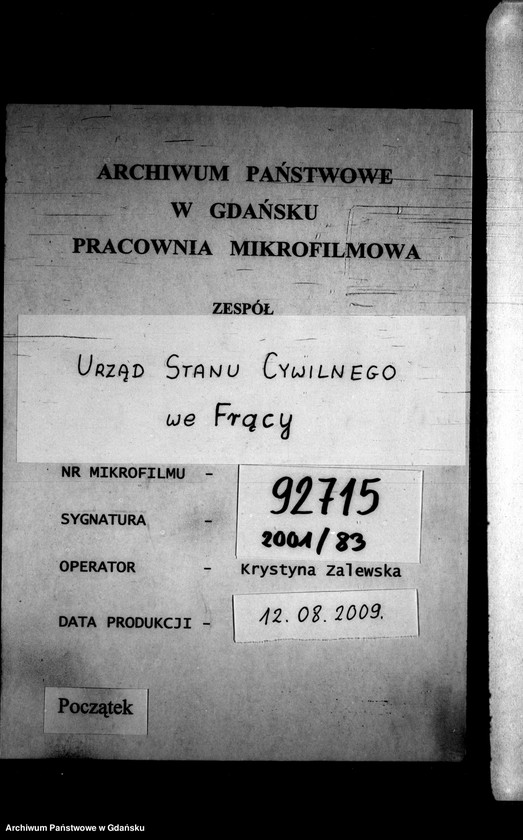 ARCHIWUM PAŃSTWOWE
W GDAŃSKU
PRACOWNIA MIKROFILMOWA
ZESPÓŁ
URZĄD STANU CYWILNEGO
we Frący
NR MIKROFILMU - 92715
SYGNATURA - 2001/83
OPERATOR - Krystyna Zalewska
DATA PRODUKCJI - 12.08.2009.
Początek
Archiwum Państwowe w Gdańsku